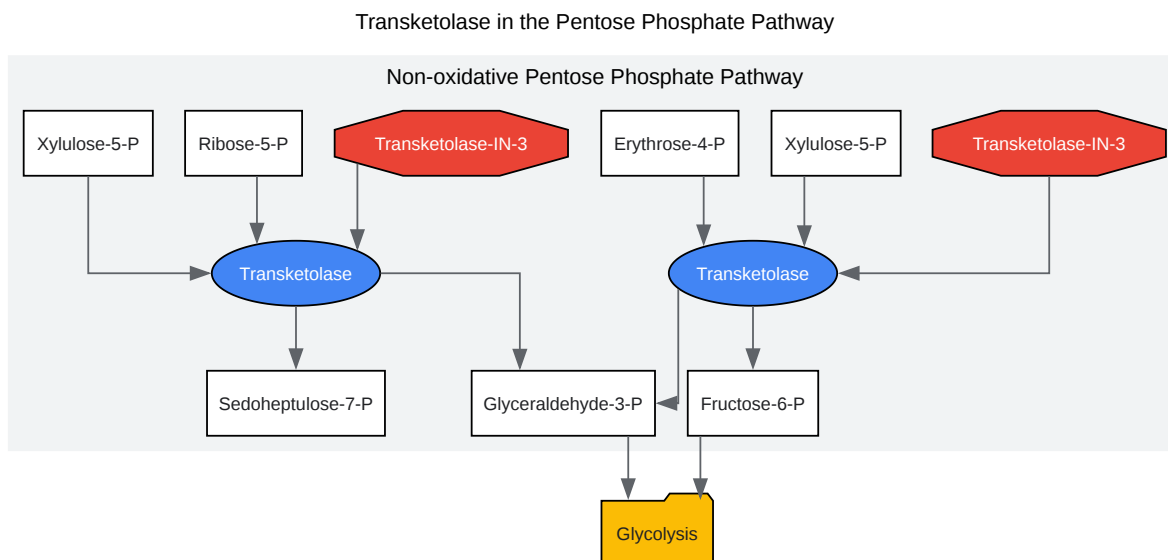 Transketolase in the Pentose Phosphate Pathway
Non-oxidative Pentose Phosphate Pathway
Xylulose-5-P
Ribose-5-P
Transketolase-IN-3
Erythrose-4-P
Xylulose-5-P
Transketolase-IN-3
Transketolase
Transketolase
Sedoheptulose-7-P
Glyceraldehyde-3-P
Fructose-6-P
Glycolysis